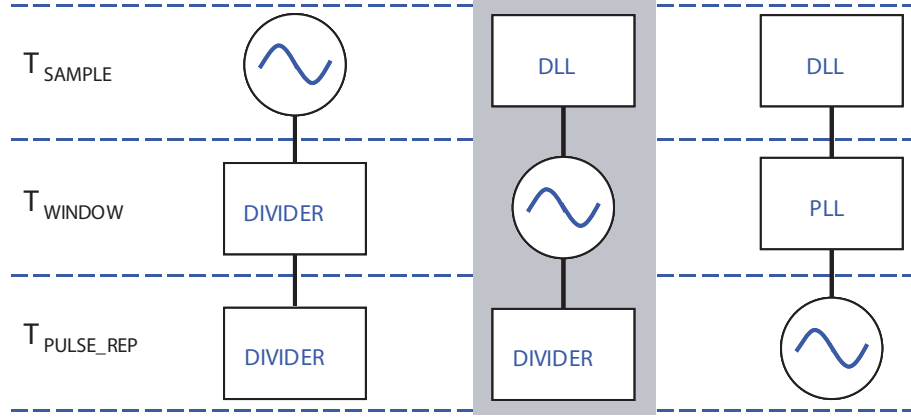 T SAMPLE
DLL
DLL
T WINDOW
DIVIDER
PLL
T PULSE_REP
DIVIDER
DIVIDER